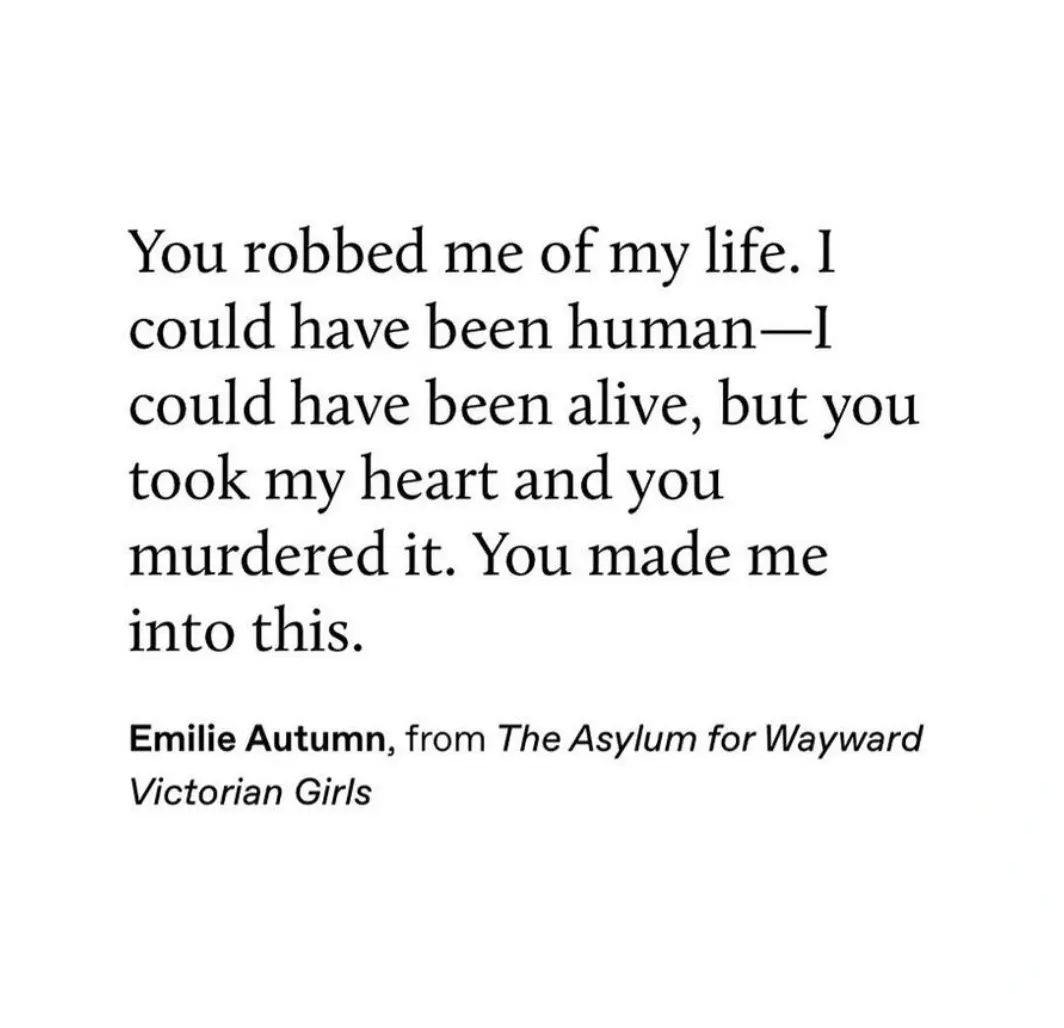 You robbed me of my life. I
could have been human—I
could have been alive, but you
took my heart and you
murdered it. You made me
into this.
Emilie Autumn, from The Asylum for Wayward
Victorian Girls